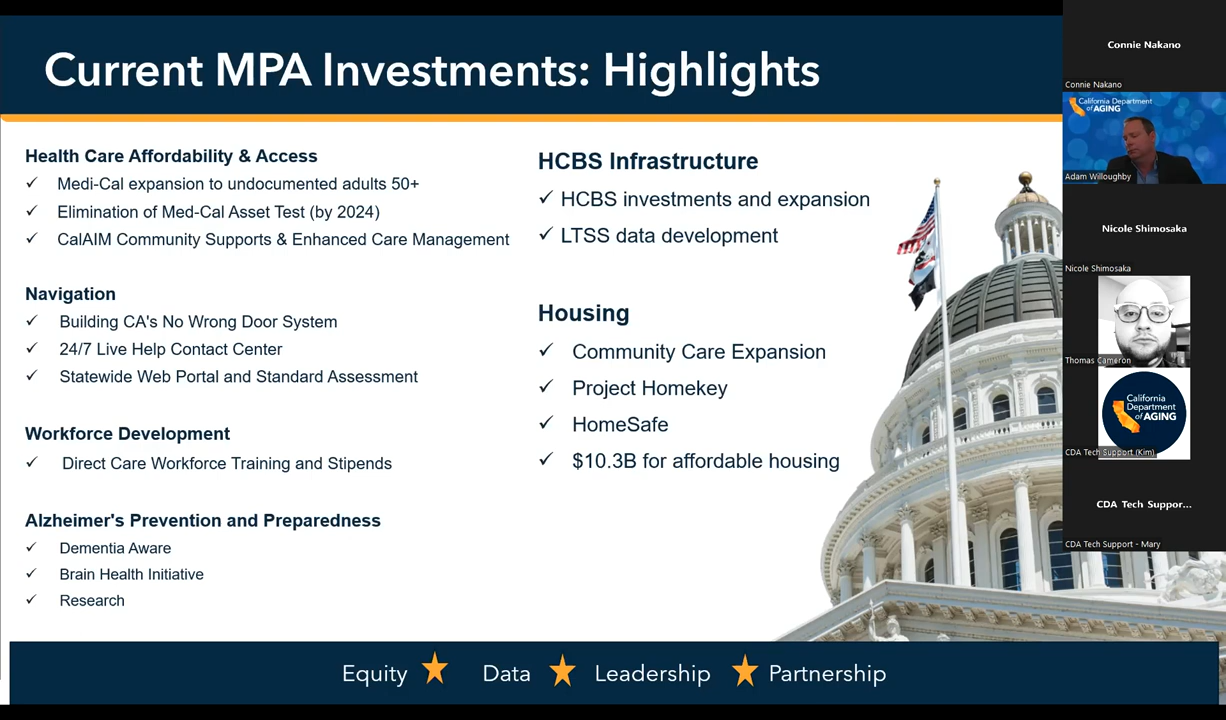 Current MPA Investments: Highlights
Health Care Affordability & Access
✓ Medi-Cal expansion to undocumented adults 50+
✓ Elimination of Med-Cal Asset Test (by 2024)
✓ CalAIM Community Supports & Enhanced Care Management
Navigation
✓ Building CA's No Wrong Door System
✓ 24/7 Live Help Contact Center
✓ Statewide Web Portal and Standard Assessment
Workforce Development
✓ Direct Care Workforce Training and Stipends
Alzheimer's Prevention and Preparedness
✓ Dementia Aware
✓ Brain Health Initiative
✓ Research
HCBS Infrastructure
✓ HCBS investments and expansion
✓ LTSS data development
Housing
✓ Community Care Expansion
✓ Project Homekey
✓ HomeSafe
✓ $10.3B for affordable housing
Equity ★ Data ★ Leadership ★ Partnership
Connie Nakano
Connie Nakano
California Department
of AGING
Adam Willoughby
Nicole Shimosaka
Nicole Shimosaka
Thomas Cameron
California
Department
of AGING
CDA Tech Support (Kim)
CDA Tech Suppor...
CDA Tech Support - Mary